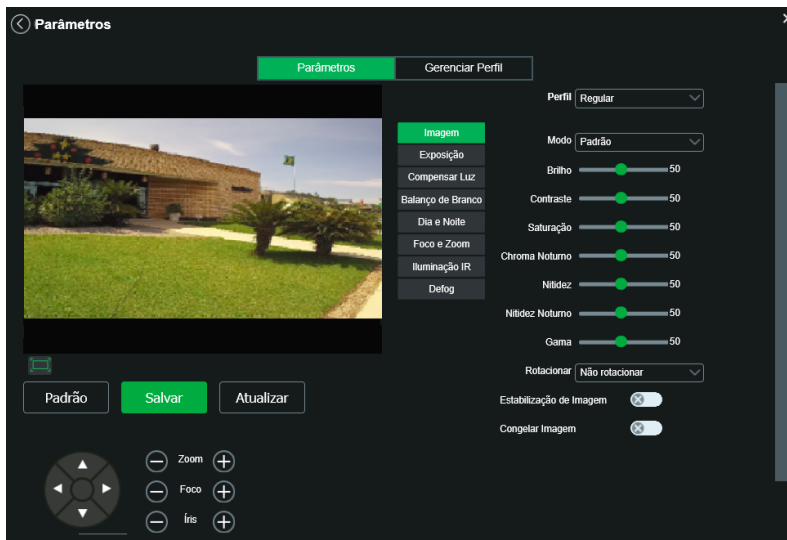 Parâmetros
Parâmetros
Gerenciar Perfil
Perfil Regular
Imagem
Exposição
Compensar Luz
Balanço de Branco
Dia e Noite
Foco e Zoom
Iluminação IR
Defog
Modo Padrão
Brilho 50
Contraste 50
Saturação 50
Chroma Noturno 50
Nitidez 50
Nitidez Noturno 50
Gama 50
Rotacionar Não rotacionar
Estabilização de Imagem
Congelar Imagem
Padrão
Salvar
Atualizar
Zoom
Foco
Íris